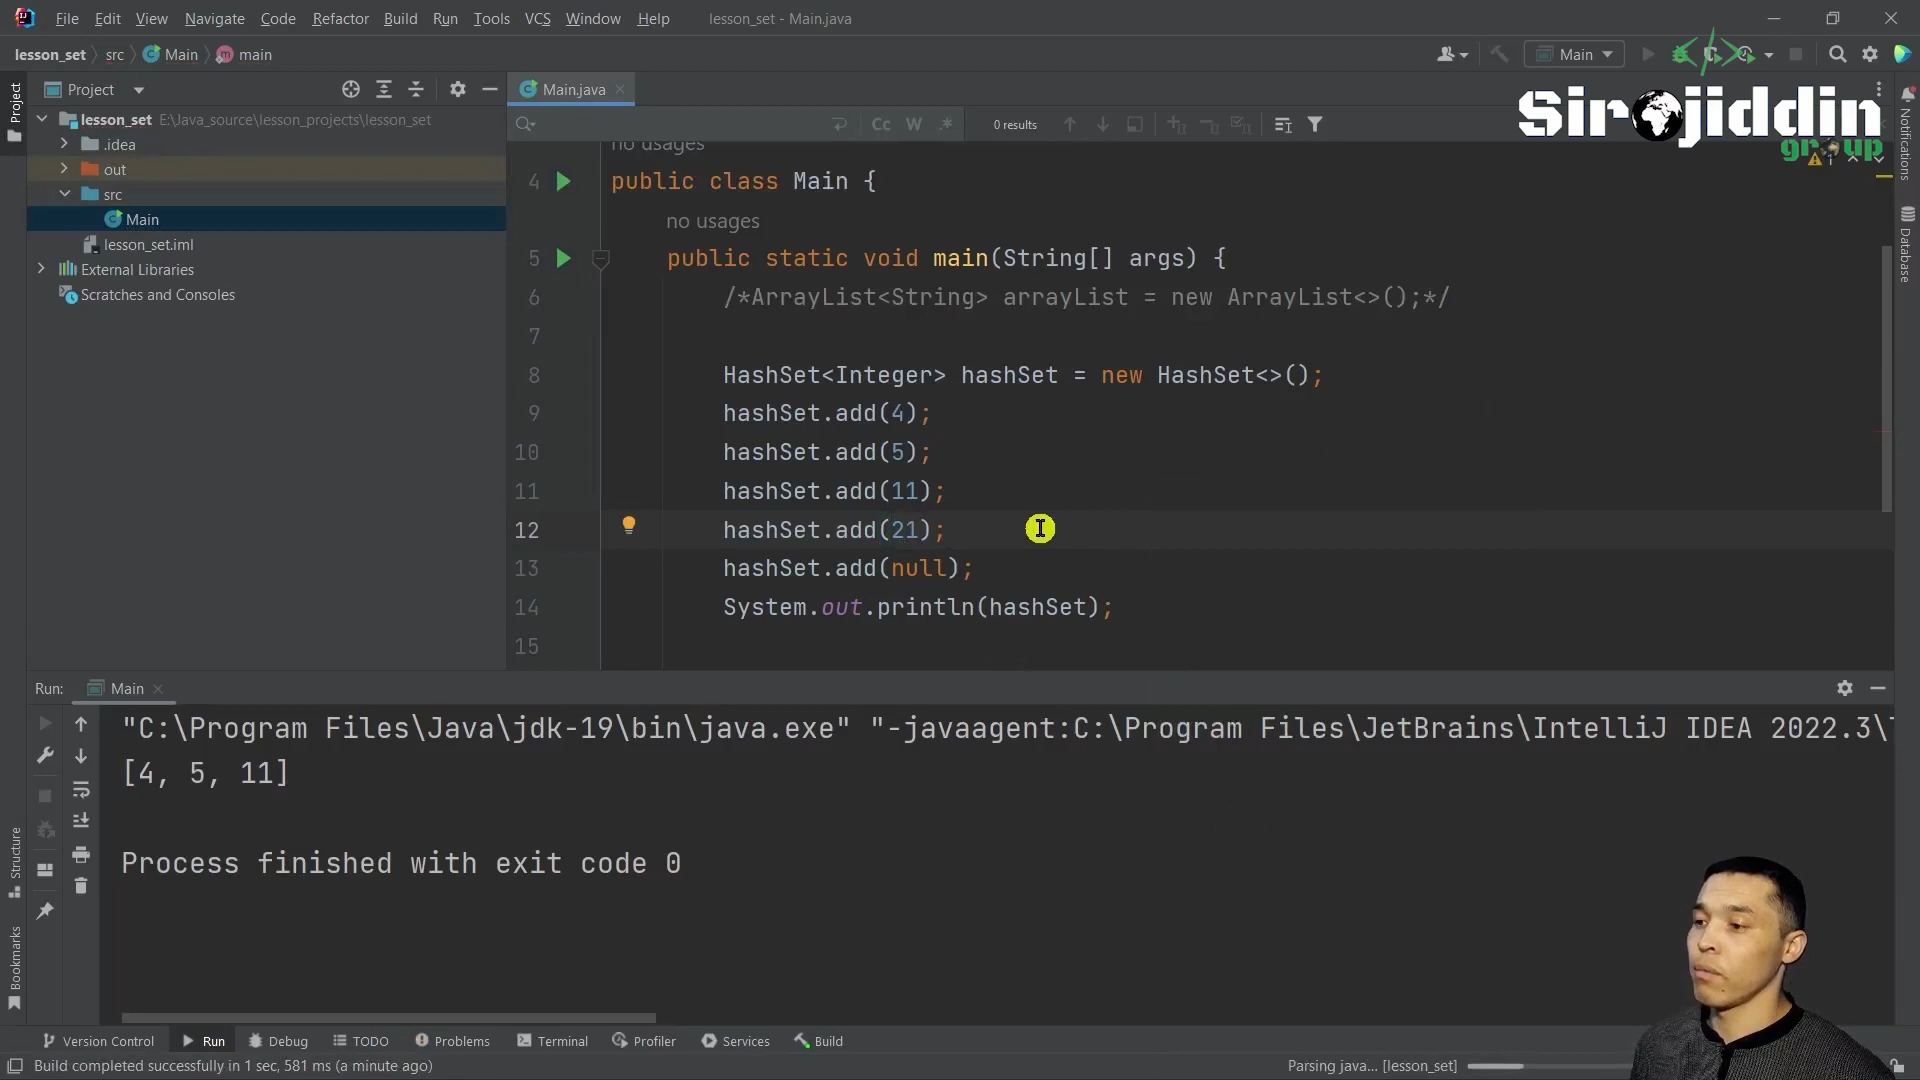 File Edit View Navigate Code Refactor Build Run Tools VCS Window Help lesson_set - Main.java
lesson_set src Main main
Main
Project
Main.java
Sirojiddin
group
lesson_set E:\Java_source\lesson_projects\lesson_set
.idea
out
src
Main
lesson_set.iml
External Libraries
Scratches and Consoles
Cc W .* 0 results
no usages
4 public class Main {
no usages
5 public static void main(String[] args) {
6 /*ArrayList<String> arrayList = new ArrayList<>();*/
7
8 HashSet<Integer> hashSet = new HashSet<>();
9 hashSet.add(4);
10 hashSet.add(5);
11 hashSet.add(11);
12 hashSet.add(21);
13 hashSet.add(null);
14 System.out.println(hashSet);
15
Project
Structure
Bookmarks
Notifications
Database
Run: Main
"C:\Program Files\Java\jdk-19\bin\java.exe" "-javaagent:C:\Program Files\JetBrains\IntelliJ IDEA 2022.3\
[4, 5, 11]
Process finished with exit code 0
Version Control Run Debug TODO Problems Terminal Profiler Services Build
Build completed successfully in 1 sec, 581 ms (a minute ago)
Parsing java... [lesson_set]